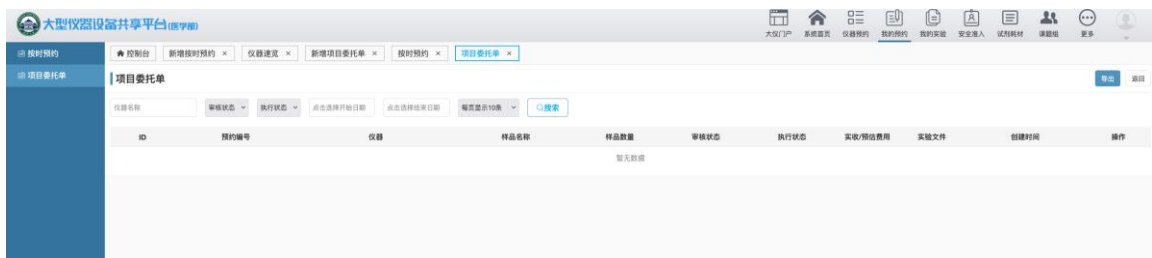 大型仪器设备共享平台(医学部)
大仪门户 系统首页 仪器预约 我的预约 我的实验 安全准入 试剂耗材 课题组 更多
按时预约
项目委托单
控制台 新增按时预约 × 仪器速览 × 新增项目委托单 × 按时预约 × 项目委托单 ×
项目委托单
导出 返回
仪器名称 审核状态 执行状态 点击选择开始日期 点击选择结束日期 每页显示10条 搜索
ID 预约编号 仪器 样品名称 样品数量 审核状态 执行状态 实收/预估费用 实验文件 创建时间 操作
暂无数据